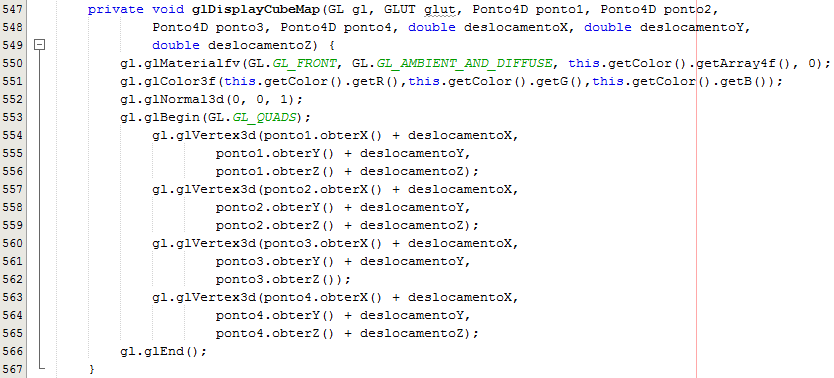 547 private void glDisplayCubeMap(GL gl, GLUT glut, Ponto4D ponto1, Ponto4D ponto2,
548 Ponto4D ponto3, Ponto4D ponto4, double deslocamentoX, double deslocamentoY,
549 double deslocamentoZ) {
550 gl.glMaterialfv(GL.GL_FRONT, GL.GL_AMBIENT_AND_DIFFUSE, this.getColor().getArray4f(), 0);
551 gl.glColor3f(this.getColor().getR(),this.getColor().getG(),this.getColor().getB());
552 gl.glNormal3d(0, 0, 1);
553 gl.glBegin(GL.GL_QUADS);
554 gl.glVertex3d(ponto1.obterX() + deslocamentoX,
555 ponto1.obterY() + deslocamentoY,
556 ponto1.obterZ() + deslocamentoZ);
557 gl.glVertex3d(ponto2.obterX() + deslocamentoX,
558 ponto2.obterY() + deslocamentoY,
559 ponto2.obterZ() + deslocamentoZ);
560 gl.glVertex3d(ponto3.obterX() + deslocamentoX,
561 ponto3.obterY() + deslocamentoY,
562 ponto3.obterZ());
563 gl.glVertex3d(ponto4.obterX() + deslocamentoX,
564 ponto4.obterY() + deslocamentoY,
565 ponto4.obterZ() + deslocamentoZ);
566 gl.glEnd();
567 }